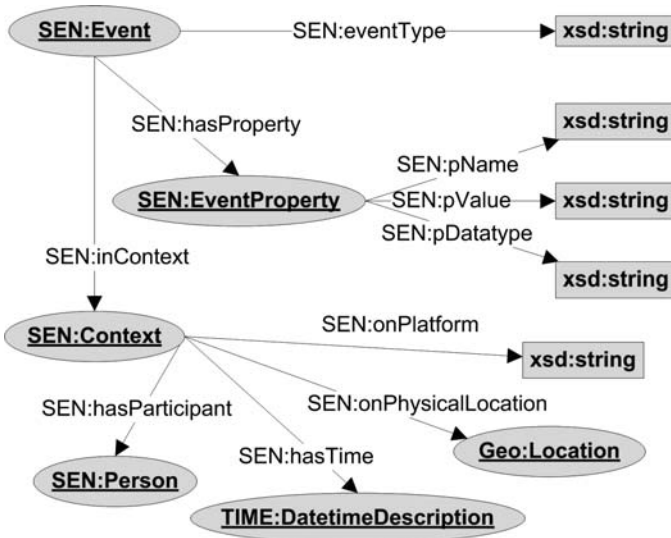 SEN:Event
SEN:eventType
xsd:string
SEN:hasProperty
xsd:string
SEN:pName
SEN:EventProperty
SEN:pValue
xsd:string
SEN:pDatatype
SEN:inContext
xsd:string
SEN:Context
SEN:onPlatform
xsd:string
SEN:hasParticipant
SEN:onPhysicalLocation
SEN:hasTime
Geo:Location
SEN:Person
TIME:DatetimeDescription